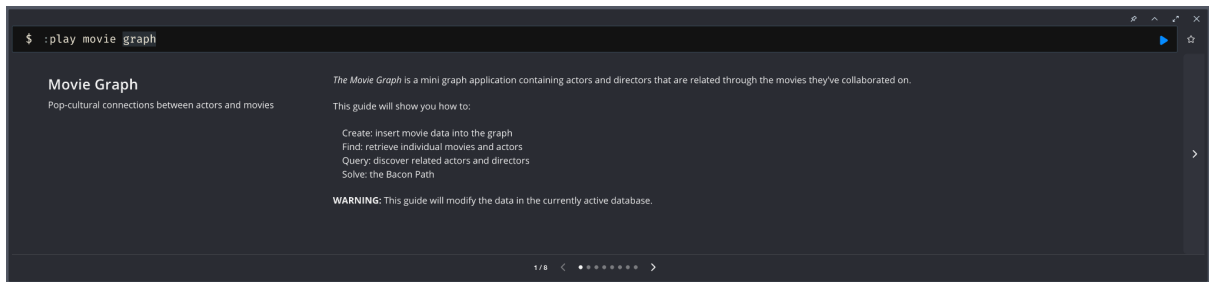 $ :play movie graph
Movie Graph
Pop-cultural connections between actors and movies
The Movie Graph is a mini graph application containing actors and directors that are related through the movies they've collaborated on.
This guide will show you how to:
Create: insert movie data into the graph
Find: retrieve individual movies and actors
Query: discover related actors and directors
Solve: the Bacon Path
WARNING: This guide will modify the data in the currently active database.
1 / 8